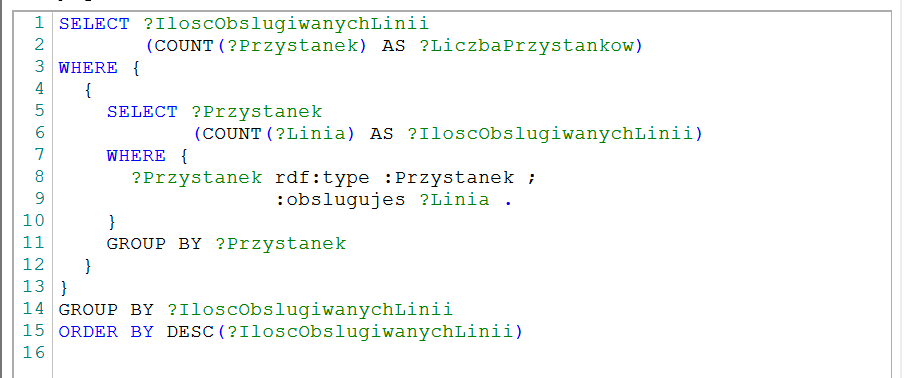 1 SELECT ?IloscObslugiwanychLinii
2 (COUNT(?Przystanek) AS ?LiczbaPrzystankow)
3 WHERE {
4 {
5 SELECT ?Przystanek
6 (COUNT(?Linia) AS ?IloscObslugiwanychLinii)
7 WHERE {
8 ?Przystanek rdf:type :Przystanek ;
9 :obslugujes ?Linia .
10 }
11 GROUP BY ?Przystanek
12 }
13 }
14 GROUP BY ?IloscObslugiwanychLinii
15 ORDER BY DESC(?IloscObslugiwanychLinii)
16